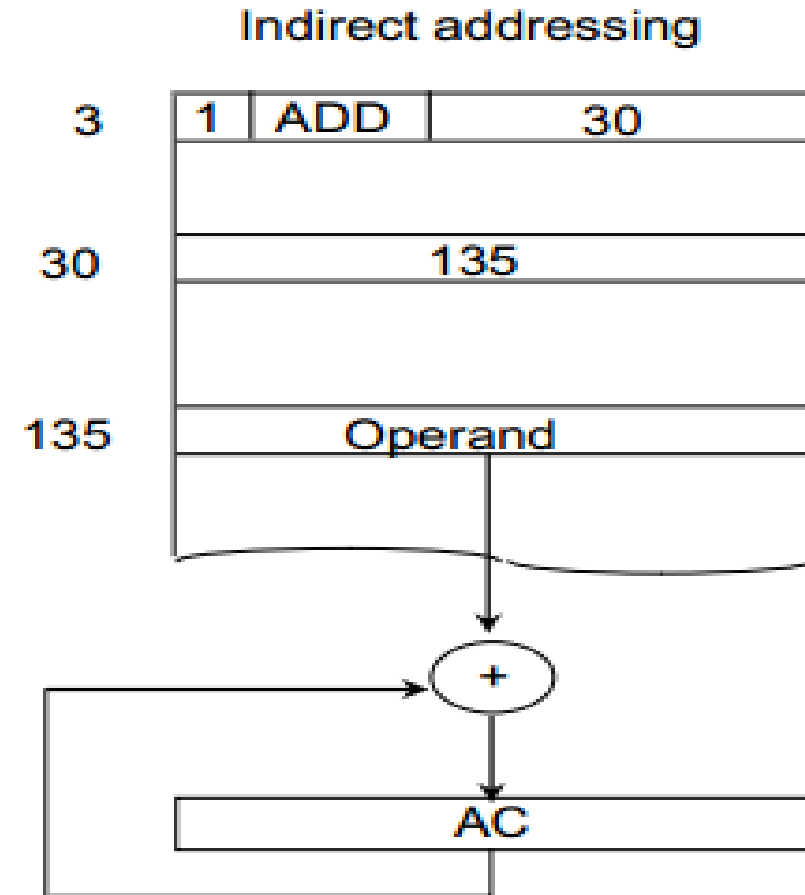 Indirect addressing
3 1 ADD 30
30 135
135 Operand
+
AC